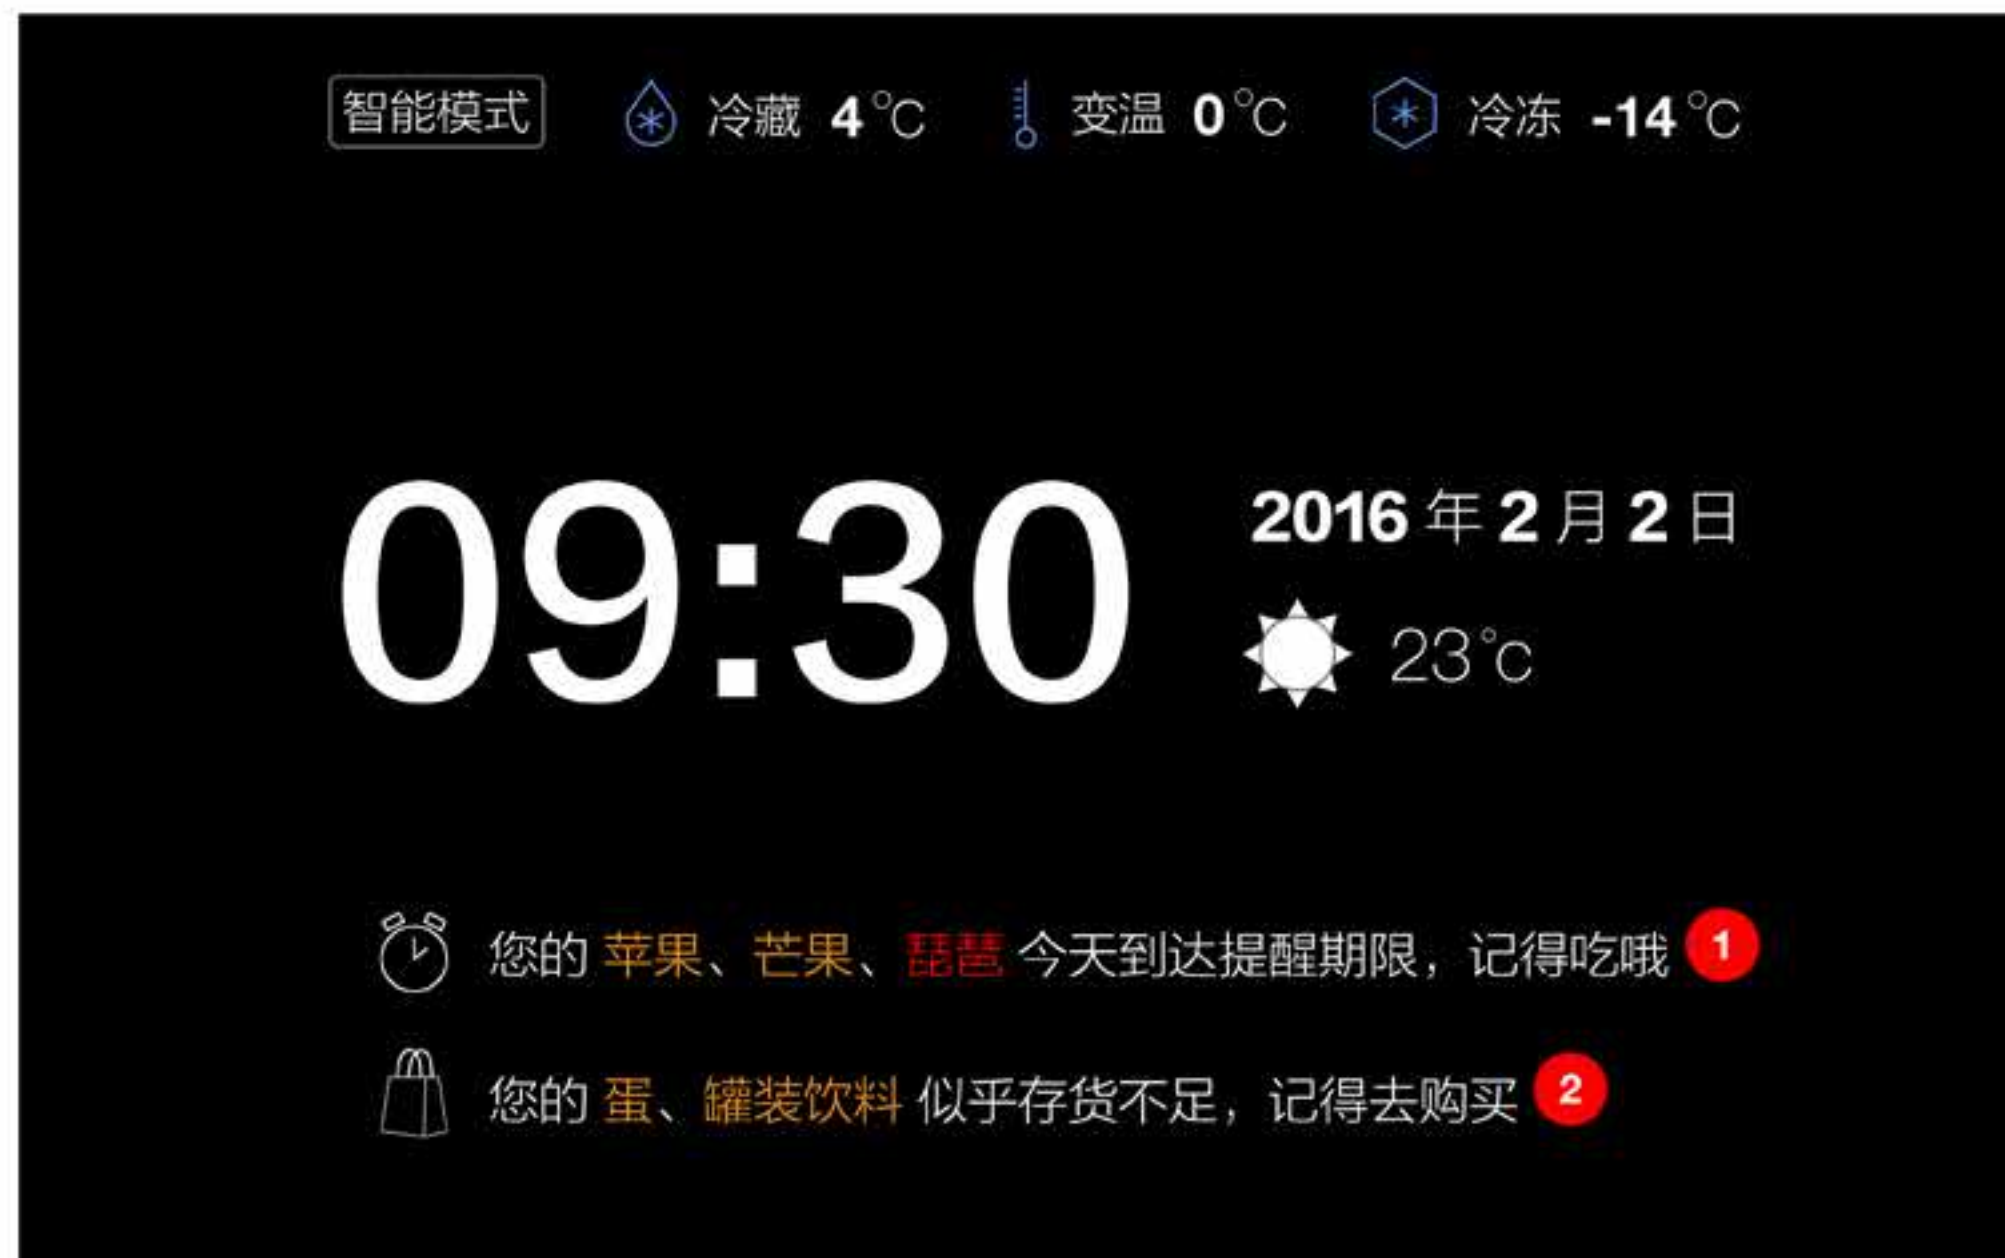 智能模式 冷藏 4°C 变温 0°C 冷冻 -14°C
09:30
2016 年 2 月 2 日
23°C
您的 苹果、芒果、琵琶 今天到达提醒期限，记得吃哦 1
您的 蛋、罐装饮料 似乎存货不足，记得去购买 2